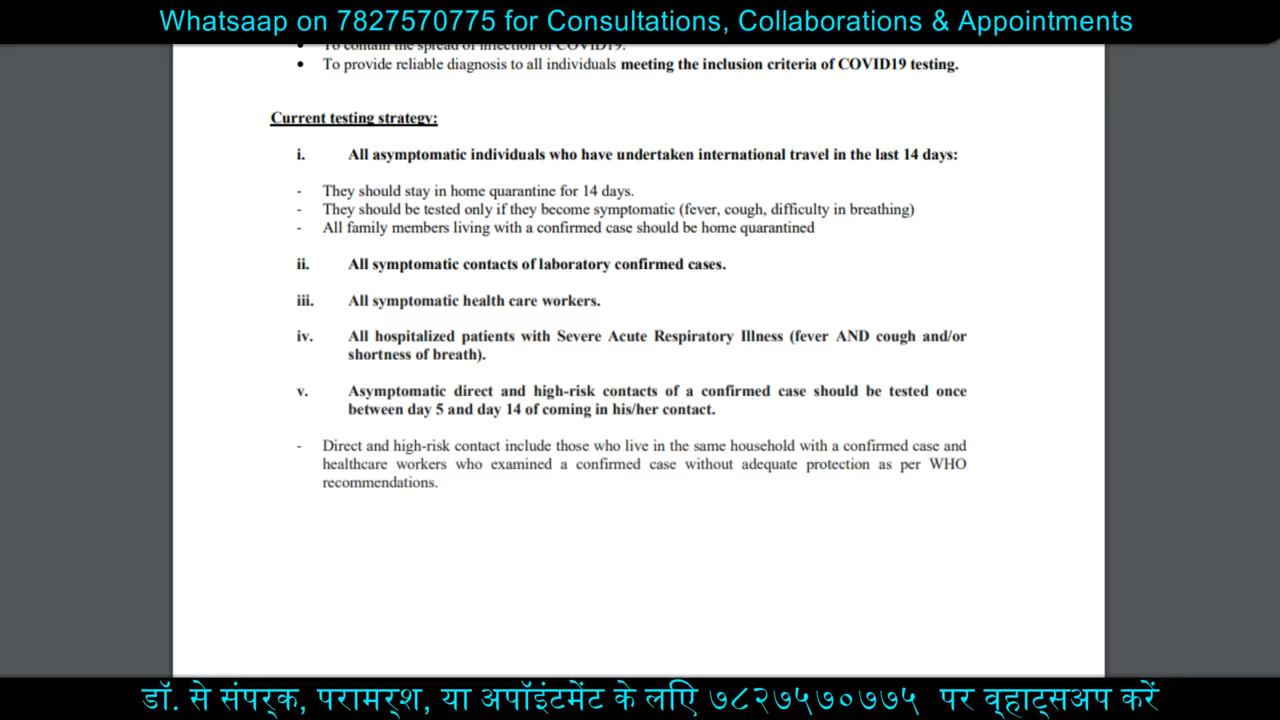 Whatsaap on 7827570775 for Consultations, Collaborations & Appointments
• To contain the spread of infection of COVID19.
• To provide reliable diagnosis to all individuals meeting the inclusion criteria of COVID19 testing.
Current testing strategy:
i. All asymptomatic individuals who have undertaken international travel in the last 14 days:
- They should stay in home quarantine for 14 days.
- They should be tested only if they become symptomatic (fever, cough, difficulty in breathing)
- All family members living with a confirmed case should be home quarantined
ii. All symptomatic contacts of laboratory confirmed cases.
iii. All symptomatic health care workers.
iv. All hospitalized patients with Severe Acute Respiratory Illness (fever AND cough and/or
shortness of breath).
v. Asymptomatic direct and high-risk contacts of a confirmed case should be tested once
between day 5 and day 14 of coming in his/her contact.
- Direct and high-risk contact include those who live in the same household with a confirmed case and
healthcare workers who examined a confirmed case without adequate protection as per WHO
recommendations.
डॉ. से संपर्क, परामर्श, या अपॉइंटमेंट के लिए ७८२७५७०७७५ पर व्हाट्सअप करें